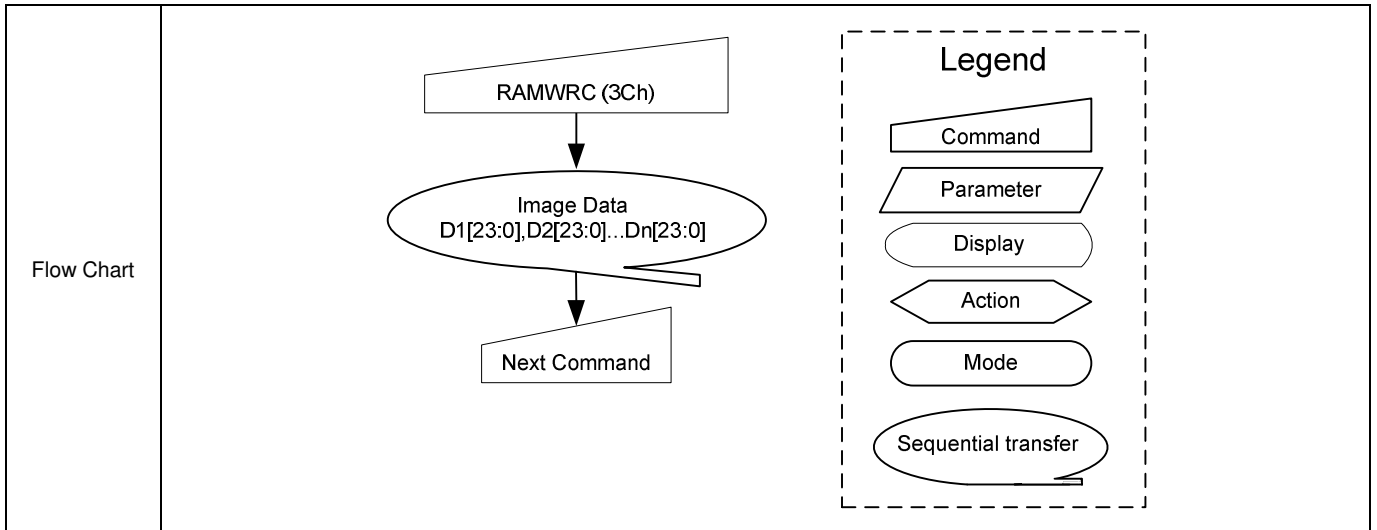 Flow Chart
RAMWRC (3Ch)
Image Data
D1[23:0],D2[23:0]...Dn[23:0]
Next Command
Legend
Command
Parameter
Display
Action
Mode
Sequential transfer